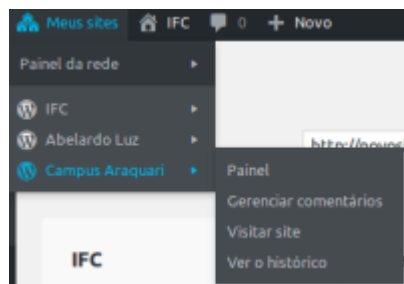 Meus sites IFC 0 + Novo
Painel da rede
IFC
Abelardo Luz
Campus Araquari
Painel
Gerenciar comentários
Visitar site
Ver o histórico
IFC